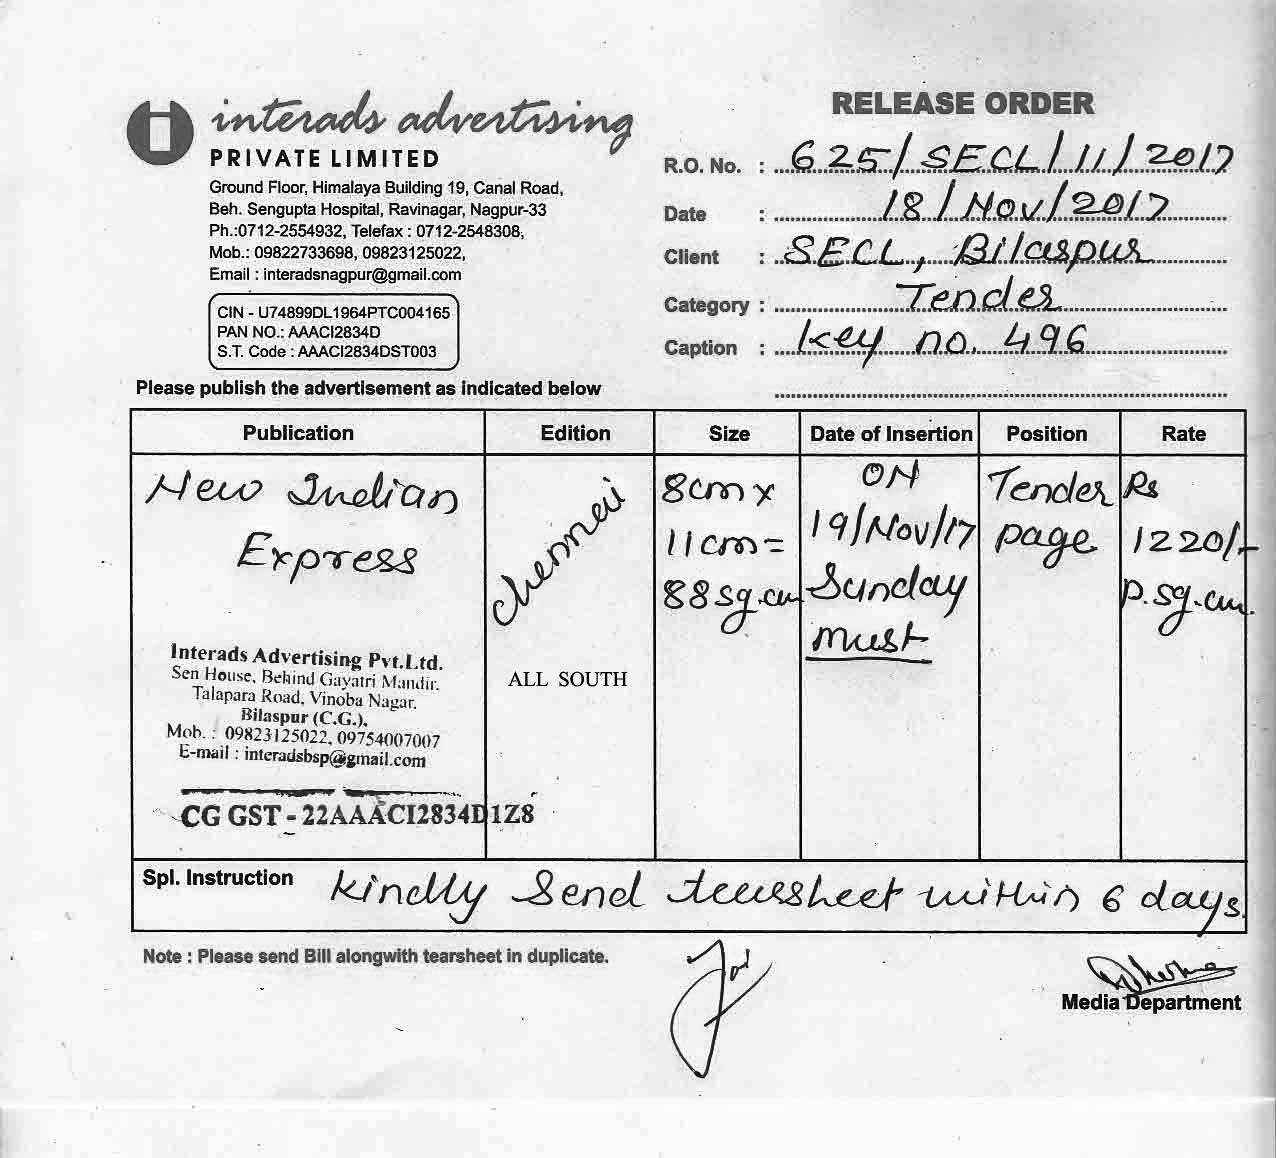 interads advertising
PRIVATE LIMITED
Ground Floor, Himalaya Building 19, Canal Road,
Beh. Sengupta Hospital, Ravinagar, Nagpur-33
Ph.:0712-2554932, Telefax : 0712-2548308,
Mob.: 09822733698, 09823125022,
Email : interadsnagpur@gmail.com
CIN - U74899DL1964PTC004165
PAN NO.: AAACI2834D
S.T. Code : AAACI2834DST003
RELEASE ORDER
R.O. No. : 625/SECL/11/2017
Date : 18/Nov/2017
Client : SECL, Bilaspur
Category : Tender
Caption : key no. 496
Please publish the advertisement as indicated below
Publication Edition Size Date of Insertion Position Rate
New Indian
Express
chennai
ALL SOUTH
8cm x
11cm =
88 sq.cm
ON
19/Nov/17
Sunday
must
Tender
page
Rs
1220/-
p.sq.cm.
Interads Advertising Pvt.Ltd.
Sen House, Behind Gayatri Mandir,
Talapara Road, Vinoba Nagar,
Bilaspur (C.G.),
Mob. : 09823125022, 09754007007
E-mail : interadsbsp@gmail.com
CG GST - 22AAACI2834D1Z8
Spl. Instruction Kindly Send tearsheet within 6 days.
Note : Please send Bill alongwith tearsheet in duplicate.
Media Department